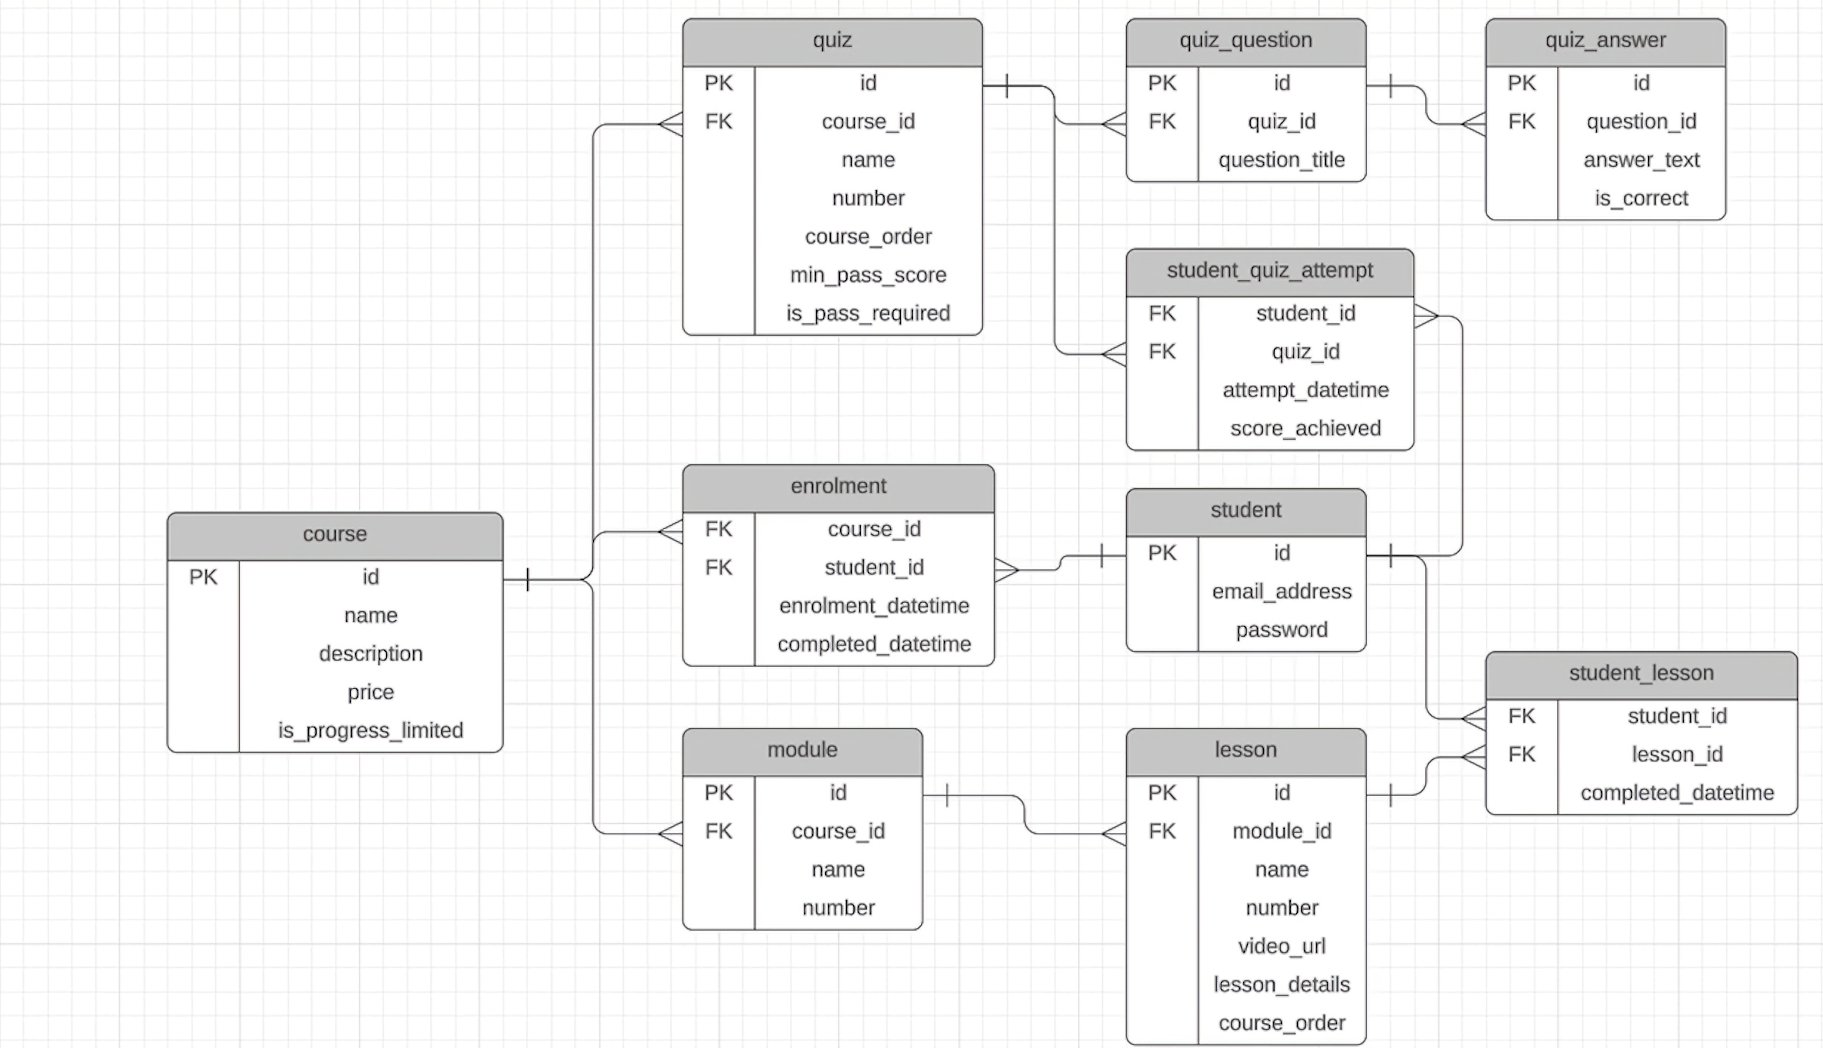 quiz
PK id
FK course_id
name
number
course_order
min_pass_score
is_pass_required
quiz_question
PK id
FK quiz_id
question_title
quiz_answer
PK id
FK question_id
answer_text
is_correct
student_quiz_attempt
FK student_id
FK quiz_id
attempt_datetime
score_achieved
enrolment
FK course_id
FK student_id
enrolment_datetime
completed_datetime
student
PK id
email_address
password
course
PK id
name
description
price
is_progress_limited
student_lesson
FK student_id
FK lesson_id
completed_datetime
module
PK id
FK course_id
name
number
lesson
PK id
FK module_id
name
number
video_url
lesson_details
course_order